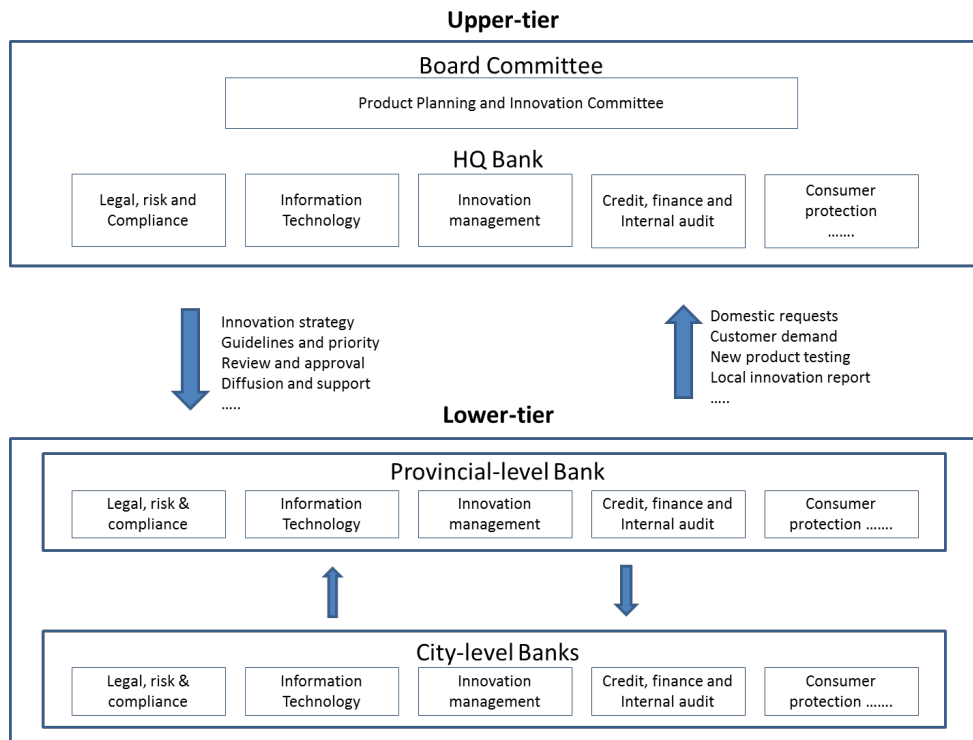 Upper-tier
Board Committee
Product Planning and Innovation Committee
HQ Bank
Legal, risk and
Compliance
Information
Technology
Innovation
management
Credit, finance and
Internal audit
Consumer
protection
…….
Innovation strategy
Guidelines and priority
Review and approval
Diffusion and support
…..
Domestic requests
Customer demand
New product testing
Local innovation report
…..
Lower-tier
Provincial-level Bank
Legal, risk &
compliance
Information
Technology
Innovation
management
Credit, finance and
Internal audit
Consumer
protection …….
City-level Banks
Legal, risk &
compliance
Information
Technology
Innovation
management
Credit, finance and
Internal audit
Consumer
protection …….